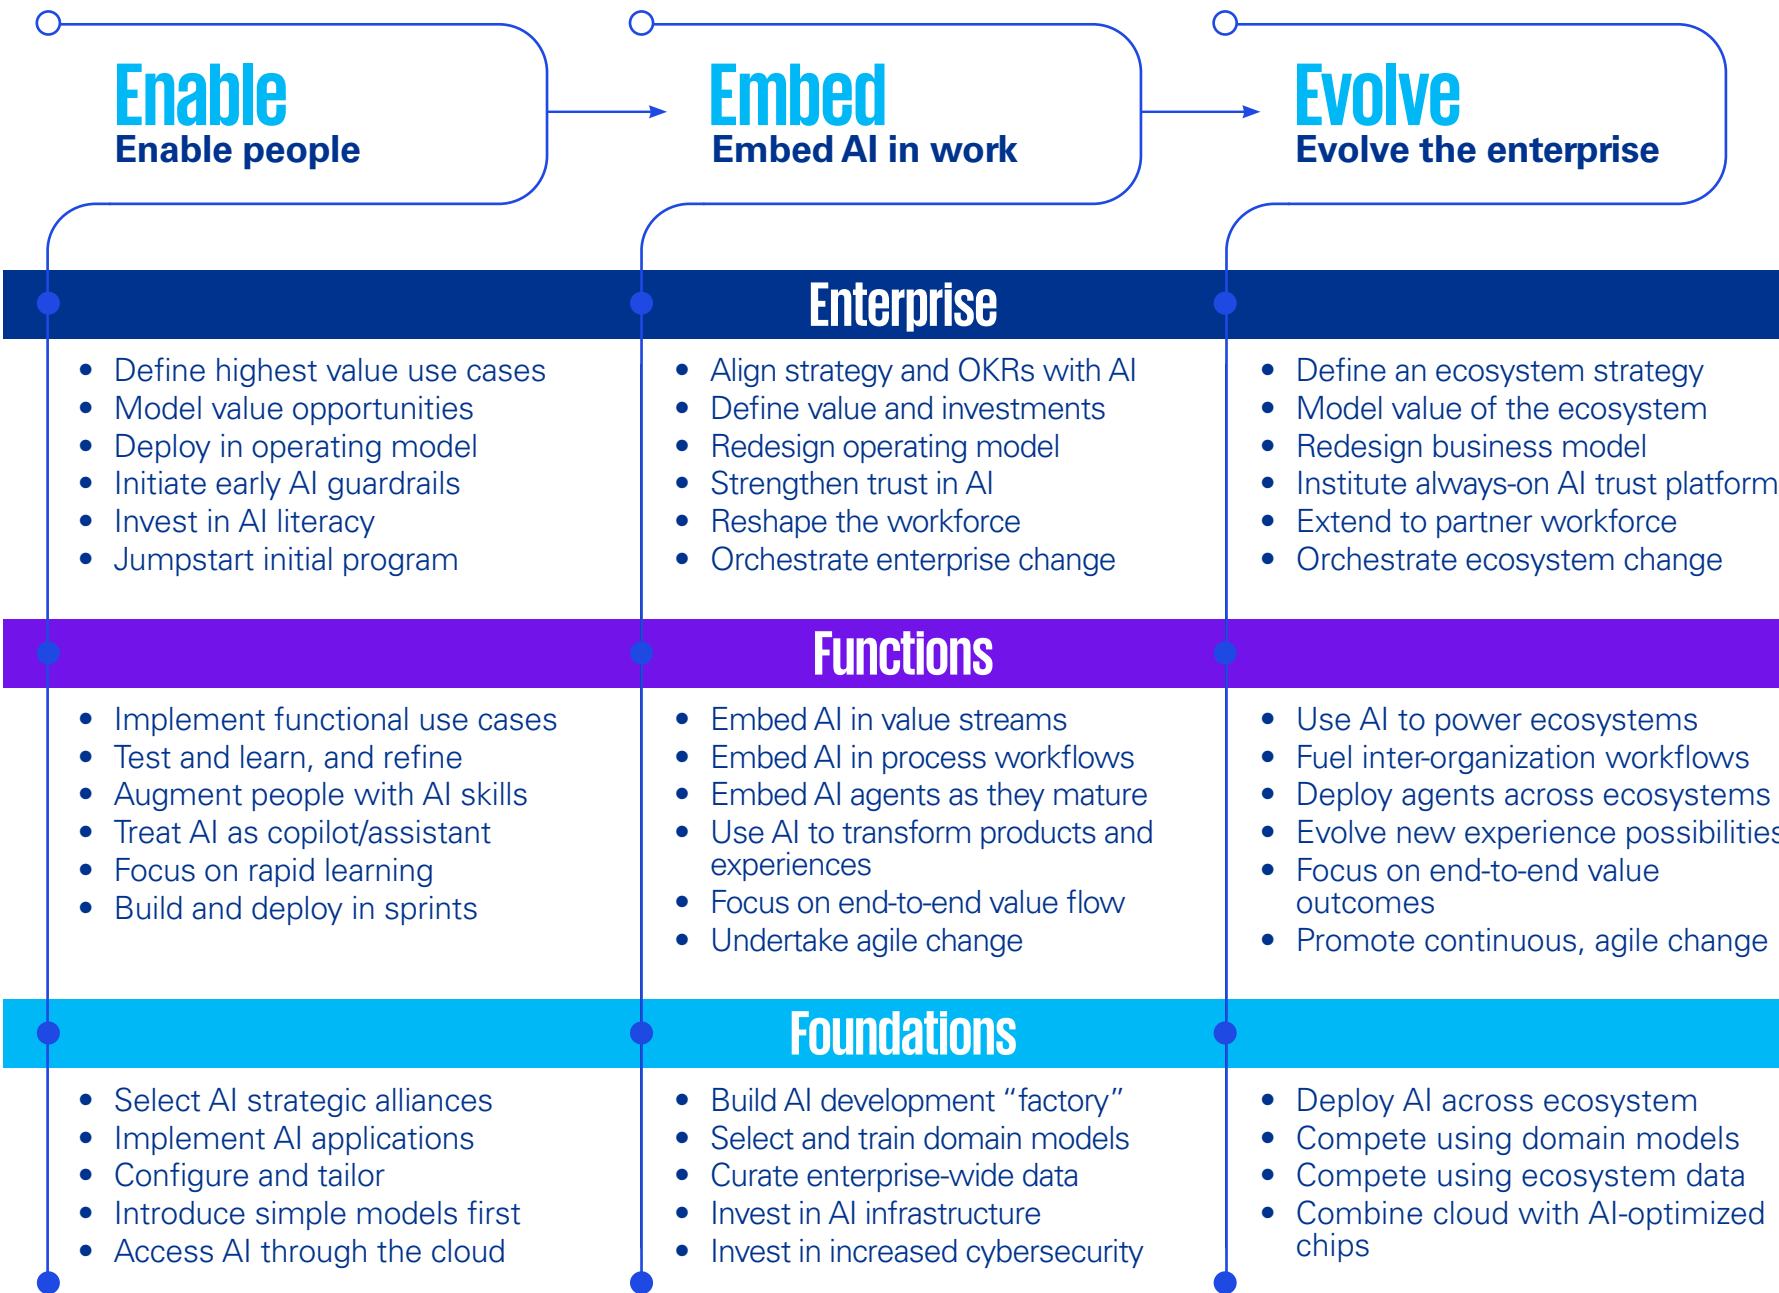 Enable
Enable people
Embed
Embed AI in work
Evolve
Evolve the enterprise
Enterprise
• Define highest value use cases
• Model value opportunities
• Deploy in operating model
• Initiate early AI guardrails
• Invest in AI literacy
• Jumpstart initial program
• Align strategy and OKRs with AI
• Define value and investments
• Redesign operating model
• Strengthen trust in AI
• Reshape the workforce
• Orchestrate enterprise change
• Define an ecosystem strategy
• Model value of the ecosystem
• Redesign business model
• Institute always-on AI trust platform
• Extend to partner workforce
• Orchestrate ecosystem change
Functions
• Implement functional use cases
• Test and learn, and refine
• Augment people with AI skills
• Treat AI as copilot/assistant
• Focus on rapid learning
• Build and deploy in sprints
• Embed AI in value streams
• Embed AI in process workflows
• Embed AI agents as they mature
• Use AI to transform products and
experiences
• Focus on end-to-end value flow
• Undertake agile change
• Use AI to power ecosystems
• Fuel inter-organization workflows
• Deploy agents across ecosystems
• Evolve new experience possibilities
• Focus on end-to-end value
outcomes
• Promote continuous, agile change
Foundations
• Select AI strategic alliances
• Implement AI applications
• Configure and tailor
• Introduce simple models first
• Access AI through the cloud
• Build AI development “factory”
• Select and train domain models
• Curate enterprise-wide data
• Invest in AI infrastructure
• Invest in increased cybersecurity
• Deploy AI across ecosystem
• Compete using domain models
• Compete using ecosystem data
• Combine cloud with AI-optimized
chips